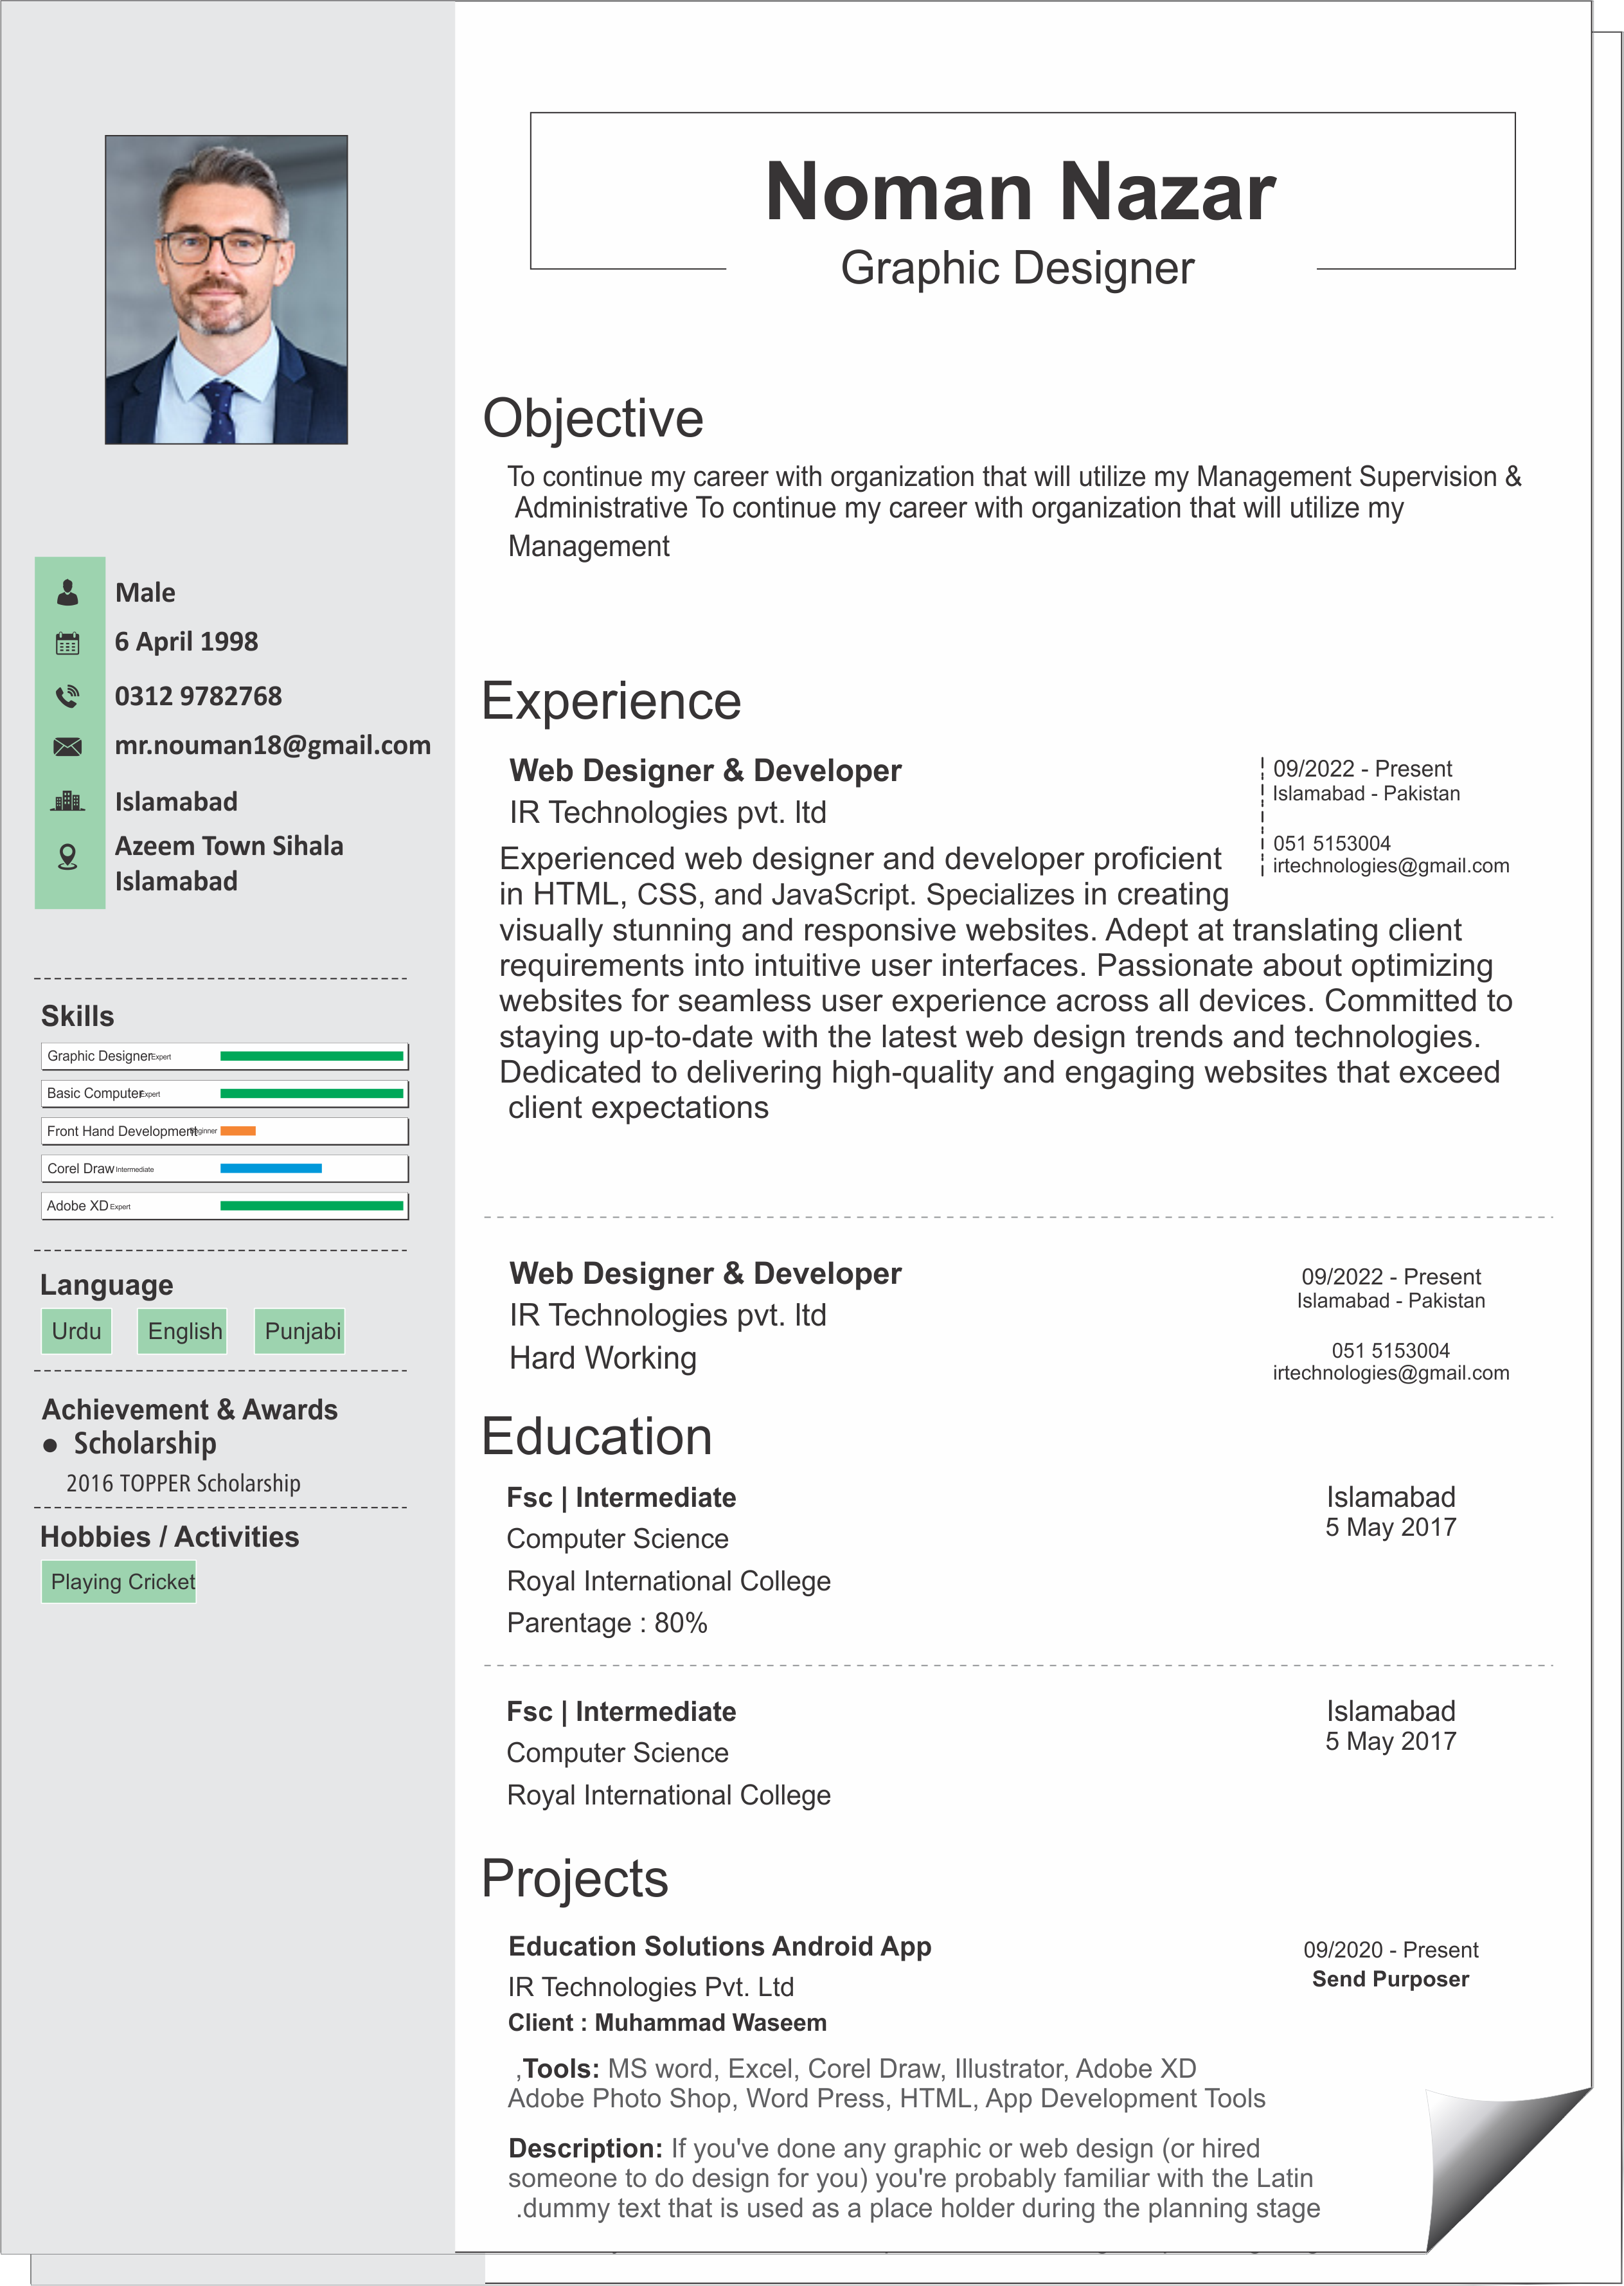 Noman Nazar
Graphic Designer
Male
6 April 1998
0312 9782768
mr.nouman18@gmail.com
Islamabad
Azeem Town Sihala
Islamabad
Skills
Graphic Designer Expert
Basic Computer Expert
Front Hand Development Beginner
Corel Draw Intermediate
Adobe XD Expert
Language
Urdu English Punjabi
Achievement & Awards
● Scholarship
2016 TOPPER Scholarship
Hobbies / Activities
Playing Cricket
Objective
To continue my career with organization that will utilize my Management Supervision &
Administrative To continue my career with organization that will utilize my
Management
Experience
Web Designer & Developer
IR Technologies pvt. ltd
09/2022 - Present
Islamabad - Pakistan
051 5153004
irtechnologies@gmail.com
Experienced web designer and developer proficient
in HTML, CSS, and JavaScript. Specializes in creating
visually stunning and responsive websites. Adept at translating client
requirements into intuitive user interfaces. Passionate about optimizing
websites for seamless user experience across all devices. Committed to
staying up-to-date with the latest web design trends and technologies.
Dedicated to delivering high-quality and engaging websites that exceed
client expectations
Web Designer & Developer
IR Technologies pvt. ltd
Hard Working
09/2022 - Present
Islamabad - Pakistan
051 5153004
irtechnologies@gmail.com
Education
Fsc | Intermediate
Computer Science
Royal International College
Parentage : 80%
Islamabad
5 May 2017
Fsc | Intermediate
Computer Science
Royal International College
Islamabad
5 May 2017
Projects
Education Solutions Android App
IR Technologies Pvt. Ltd
Client : Muhammad Waseem
09/2020 - Present
Send Purposer
,Tools: MS word, Excel, Corel Draw, Illustrator, Adobe XD
Adobe Photo Shop, Word Press, HTML, App Development Tools
Description: If you've done any graphic or web design (or hired
someone to do design for you) you're probably familiar with the Latin
.dummy text that is used as a place holder during the planning stage